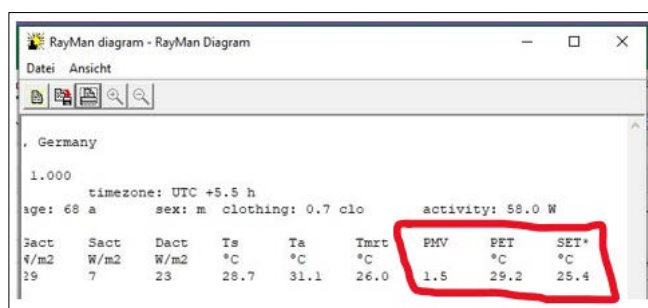 RayMan diagram - RayMan Diagram
Datei Ansicht
, Germany
1.000
timezone: UTC +5.5 h
age: 68 a sex: m clothing: 0.7 clo activity: 58.0 W
Gact Sact Dact Ts Ta Tmrt PMV PET SET*
W/m2 W/m2 W/m2 °C °C °C °C °C
29 7 23 28.7 31.1 26.0 1.5 29.2 25.4